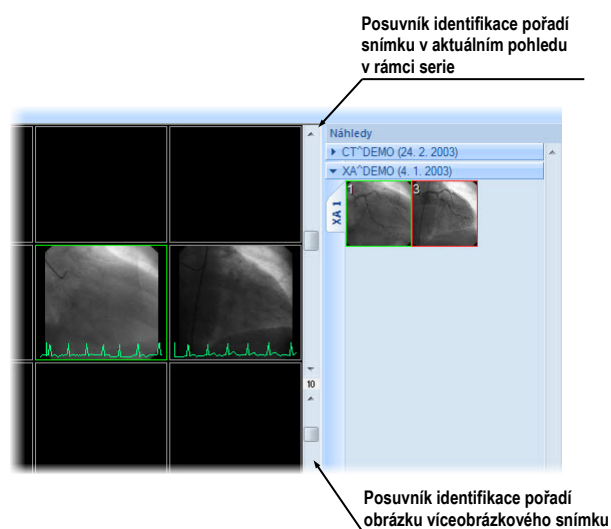 Posuvník identifikace pořadí
snímku v aktuálním pohledu
v rámci serie
Náhledy
CT^DEMO (24. 2. 2003)
XA^DEMO (4. 1. 2003)
XA 1
1
3
10
Posuvník identifikace pořadí
obrázku víceobrázkového snímku